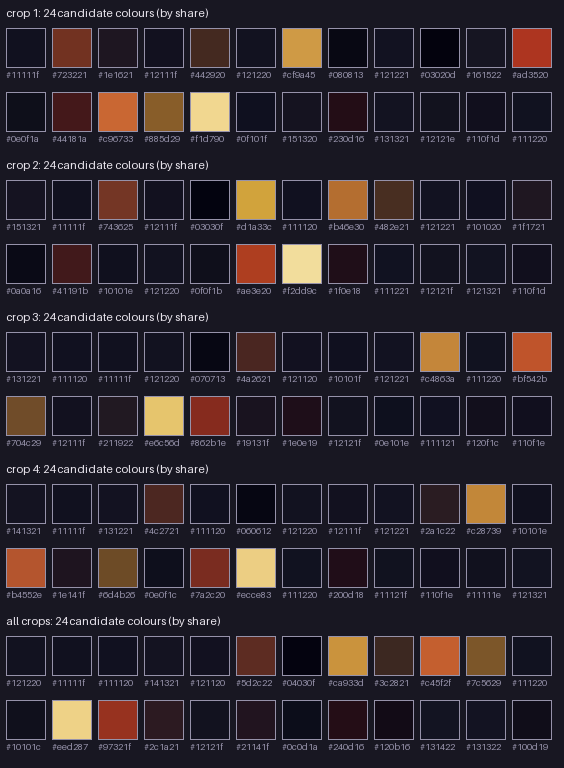 crop 1: 24 candidate colours (by share)
#11111f #723221 #1e1621 #12111f #442920 #121220 #cf9a45 #080813 #121221 #03020d #161522 #ad3520
#0e0f1a #44181a #c96733 #885d29 #f1d790 #0f101f #151320 #230d16 #131321 #12121e #110f1d #111220
crop 2: 24 candidate colours (by share)
#151321 #11111f #743625 #12111f #03030f #d1a33c #111120 #b46e30 #482e21 #121221 #101020 #1f1721
#0a0a16 #41191b #10101e #121220 #0f0f1b #ae3e20 #f2dd9c #1f0e18 #111221 #12121f #121321 #110f1d
crop 3: 24 candidate colours (by share)
#131221 #111120 #11111f #121220 #070713 #4a2621 #121120 #10101f #121221 #c4863a #111220 #bf542b
#704c29 #12111f #211922 #e6c56d #862b1e #19131f #1e0e19 #12121f #0e101e #111121 #120f1c #110f1e
crop 4: 24 candidate colours (by share)
#141321 #11111f #131221 #4c2721 #111120 #060612 #121220 #12111f #121221 #2a1c22 #c28739 #10101e
#b4552e #1e141f #6d4b26 #0e0f1c #7a2c20 #ecce83 #111220 #200d18 #11121f #110f1e #11111e #121321
all crops: 24 candidate colours (by share)
#121220 #11111f #111120 #141321 #121120 #5d2c22 #04030f #ca933d #3c2821 #c45f2f #7c5629 #111220
#10101c #eed287 #97321f #2c1a21 #12121f #21141f #0c0d1a #240d16 #120b16 #131422 #131322 #100d19